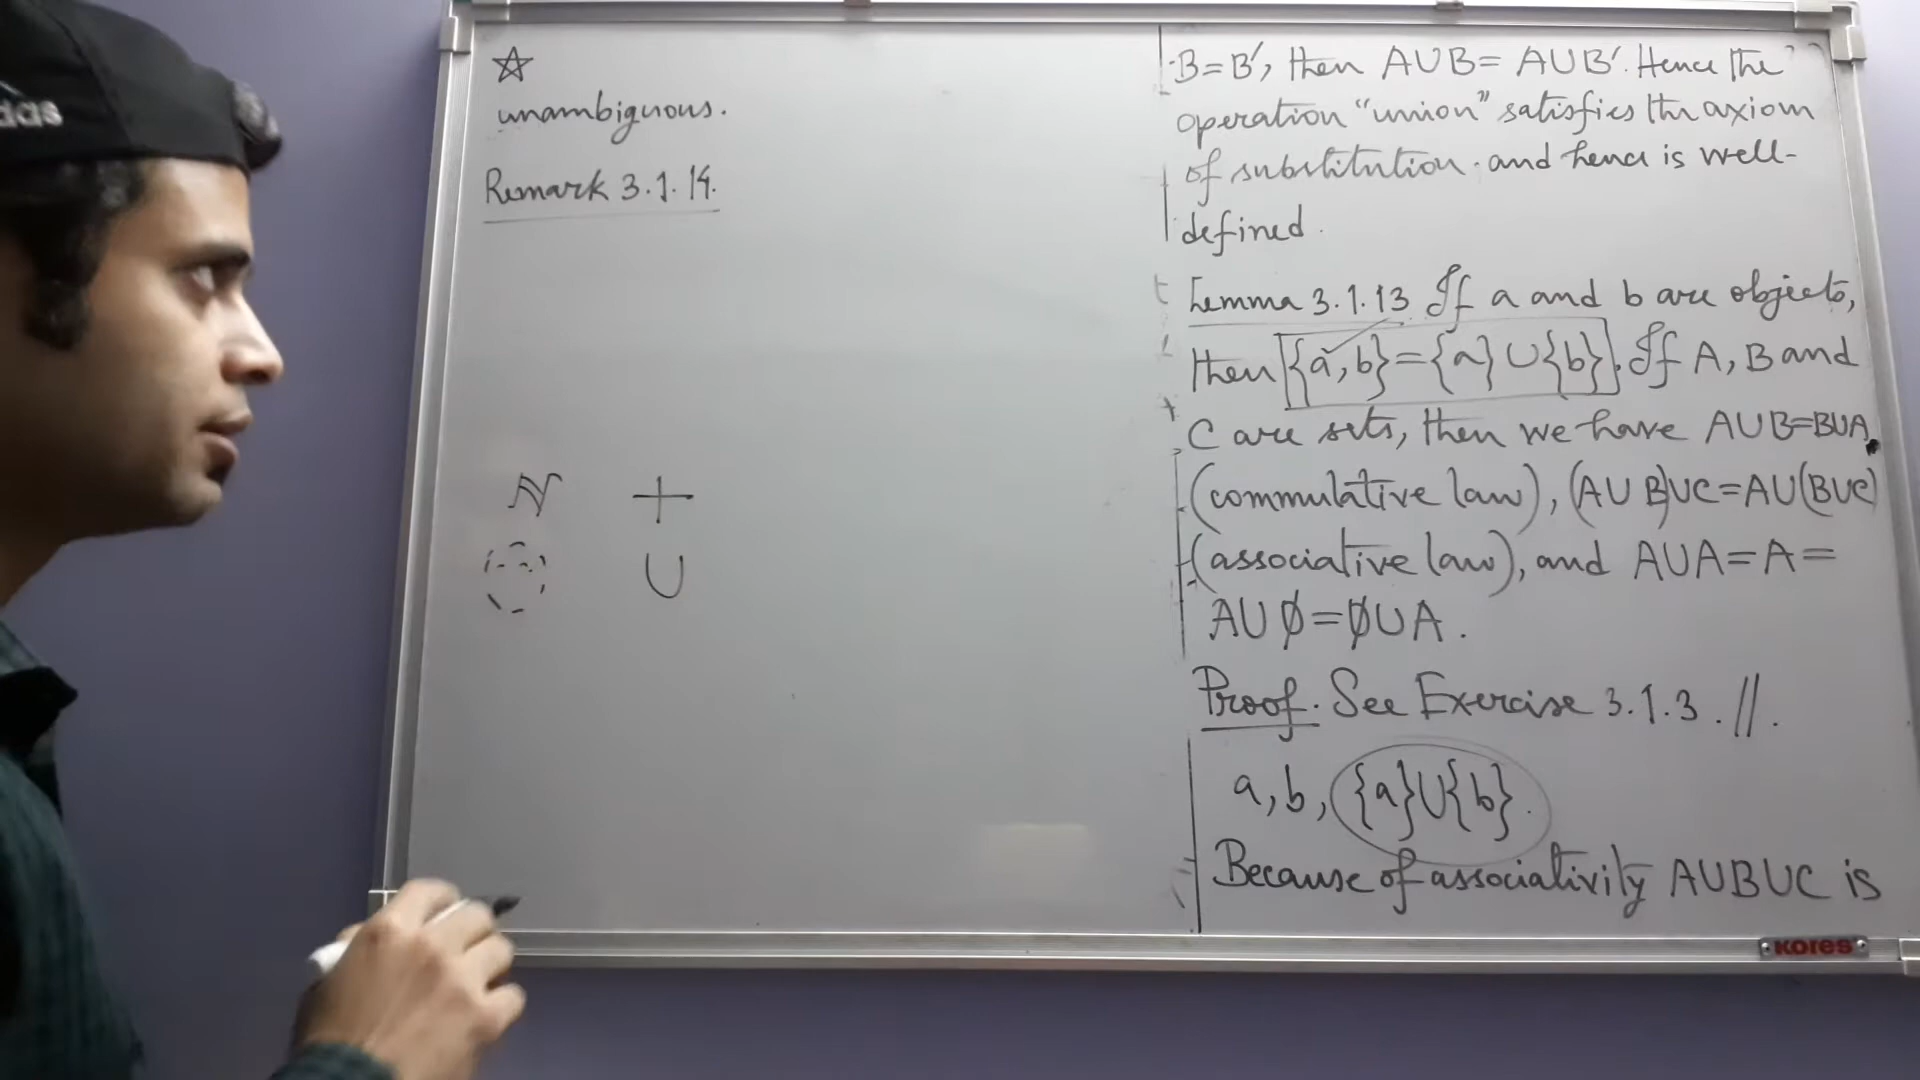 das
☆
unambiguous.
Remark 3.1.14.
ℕ +
∪
B=B′, then A∪B= A∪B′. Hence the
operation “union” satisfies the axiom
of substitution. and hence is well-
defined.
Lemma 3.1.13 If a and b are objects,
then {a,b}={a}∪{b}. If A, B and
C are sets, then we have A∪B=B∪A,
(commutative law), (A∪B)∪C=A∪(B∪C)
(associative law), and A∪A=A=
A∪∅=∅∪A.
Proof. See Exercise 3.1.3. //.
a,b, {a}∪{b}.
Because of associativity A∪B∪C is
KORES